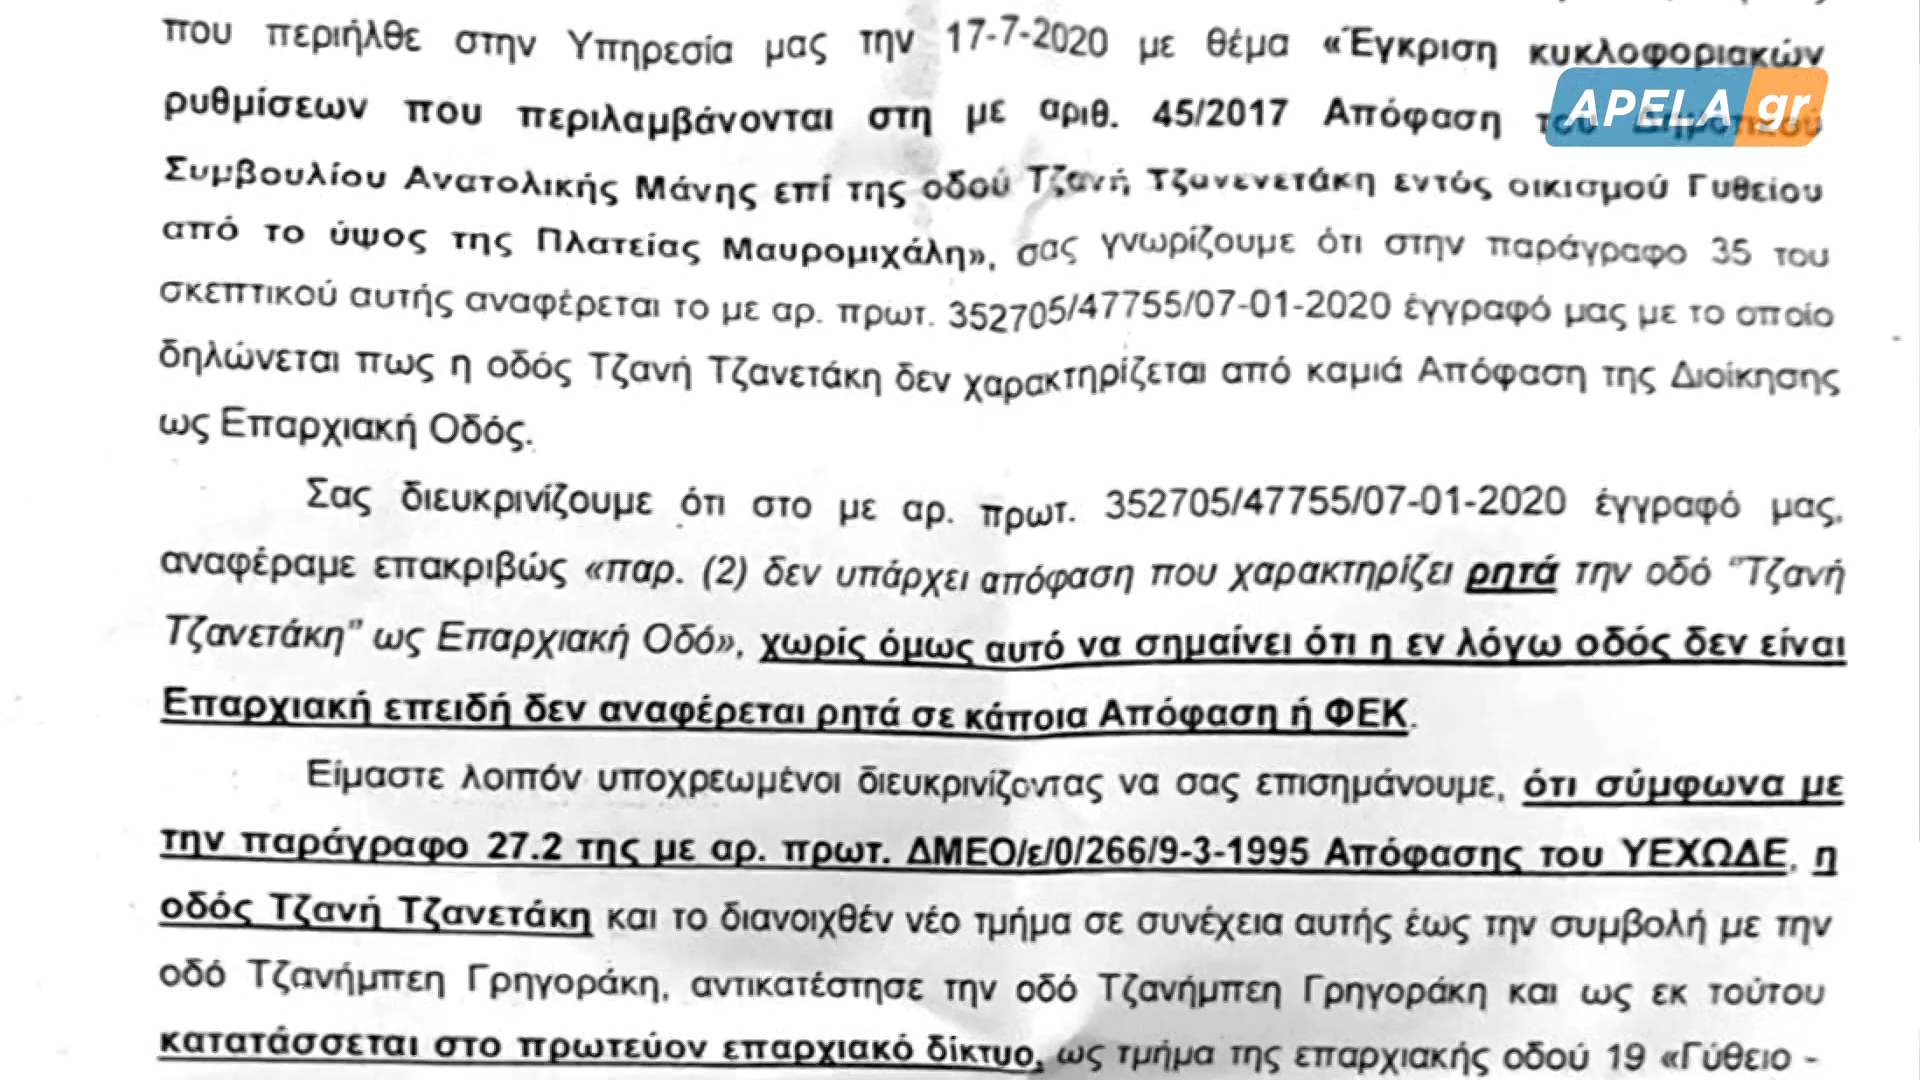 που περιήλθε στην Υπηρεσία μας την 17-7-2020 με θέμα «Έγκριση κυκλοφοριακών
APELA.gr
ρυθμίσεων που περιλαμβάνονται στη με αριθ. 45/2017 Απόφαση του Δημοτικού
Συμβουλίου Ανατολικής Μάνης επί της οδού Τζανή Τζανενετάκη εντός οικισμού Γυθείου
από το ύψος της Πλατείας Μαυρομιχάλη», σας γνωρίζουμε ότι στην παράγραφο 35 του
σκεπτικού αυτής αναφέρεται το με αρ. πρωτ. 352705/47755/07-01-2020 έγγραφό μας με το οποίο
δηλώνεται πως η οδός Τζανή Τζανετάκη δεν χαρακτηρίζεται από καμιά Απόφαση της Διοίκησης
ως Επαρχιακή Οδός.
Σας διευκρινίζουμε ότι στο με αρ. πρωτ. 352705/47755/07-01-2020 έγγραφό μας,
αναφέραμε επακριβώς «παρ. (2) δεν υπάρχει απόφαση που χαρακτηρίζει ρητά την οδό "Τζανή
Τζανετάκη" ως Επαρχιακή Οδό», χωρίς όμως αυτό να σημαίνει ότι η εν λόγω οδός δεν είναι
Επαρχιακή επειδή δεν αναφέρεται ρητά σε κάποια Απόφαση ή ΦΕΚ.
Είμαστε λοιπόν υποχρεωμένοι διευκρινίζοντας να σας επισημάνουμε, ότι σύμφωνα με
την παράγραφο 27.2 της με αρ. πρωτ. ΔΜΕΟ/ε/0/266/9-3-1995 Απόφασης του ΥΕΧΩΔΕ, η
οδός Τζανή Τζανετάκη και το διανοιχθέν νέο τμήμα σε συνέχεια αυτής έως την συμβολή με την
οδό Τζανήμπεη Γρηγοράκη, αντικατέστησε την οδό Τζανήμπεη Γρηγοράκη και ως εκ τούτου
κατατάσσεται στο πρωτεύον επαρχιακό δίκτυο, ως τμήμα της επαρχιακής οδού 19 «Γύθειο -